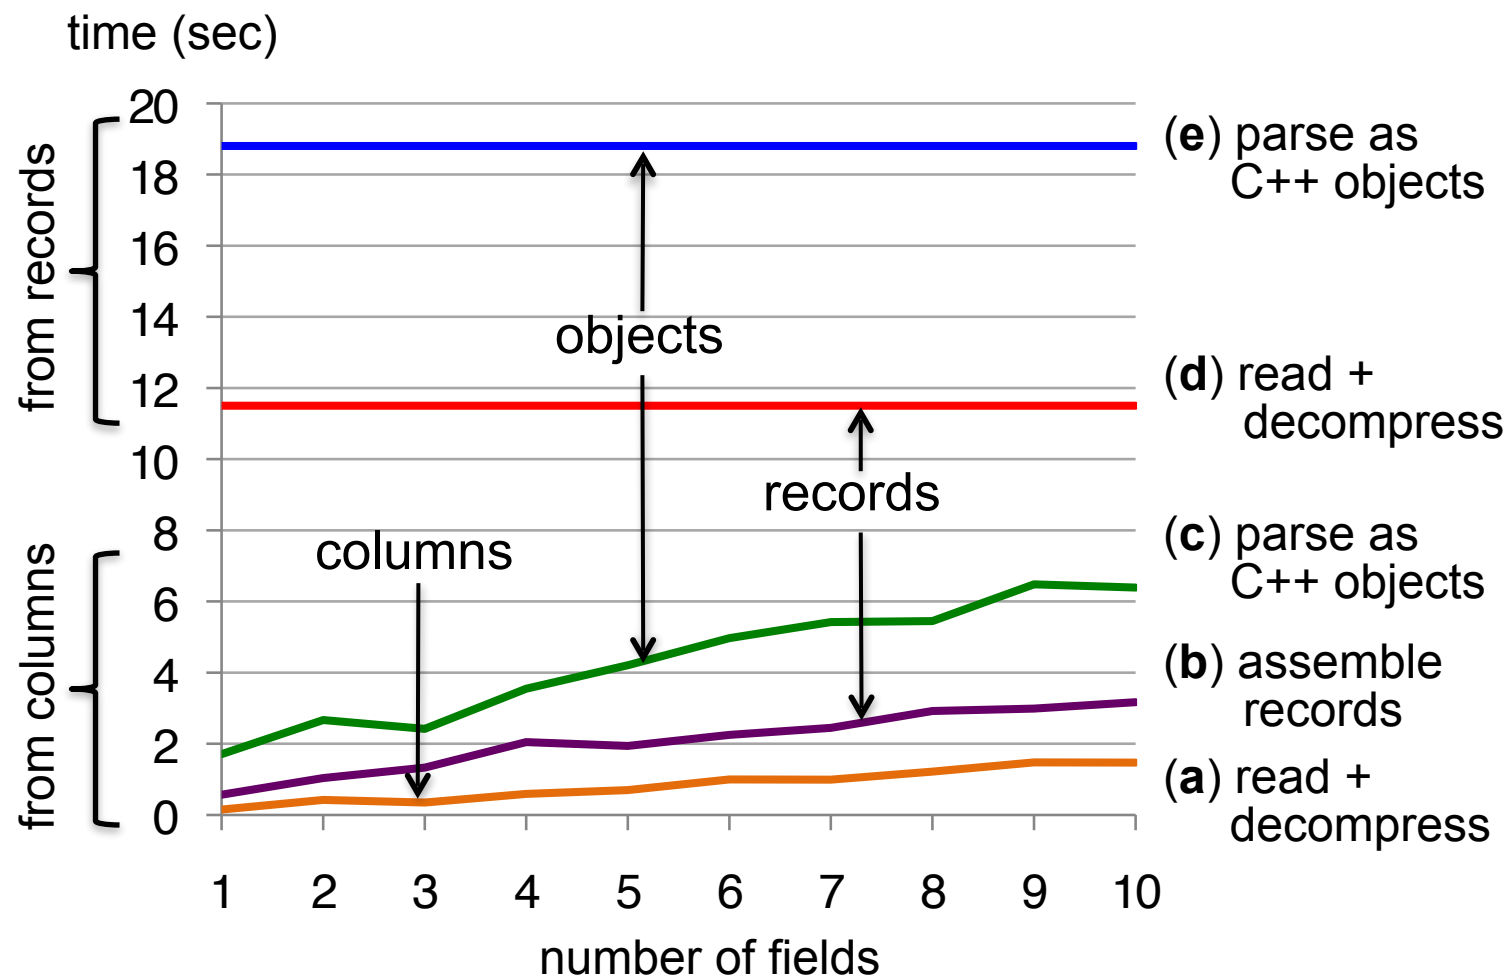 time (sec)
20
18
16
14
12
10
8
6
4
2
0
from records
from columns
objects
records
columns
(e) parse as
C++ objects
(d) read +
decompress
(c) parse as
C++ objects
(b) assemble
records
(a) read +
decompress
1 2 3 4 5 6 7 8 9 10
number of fields